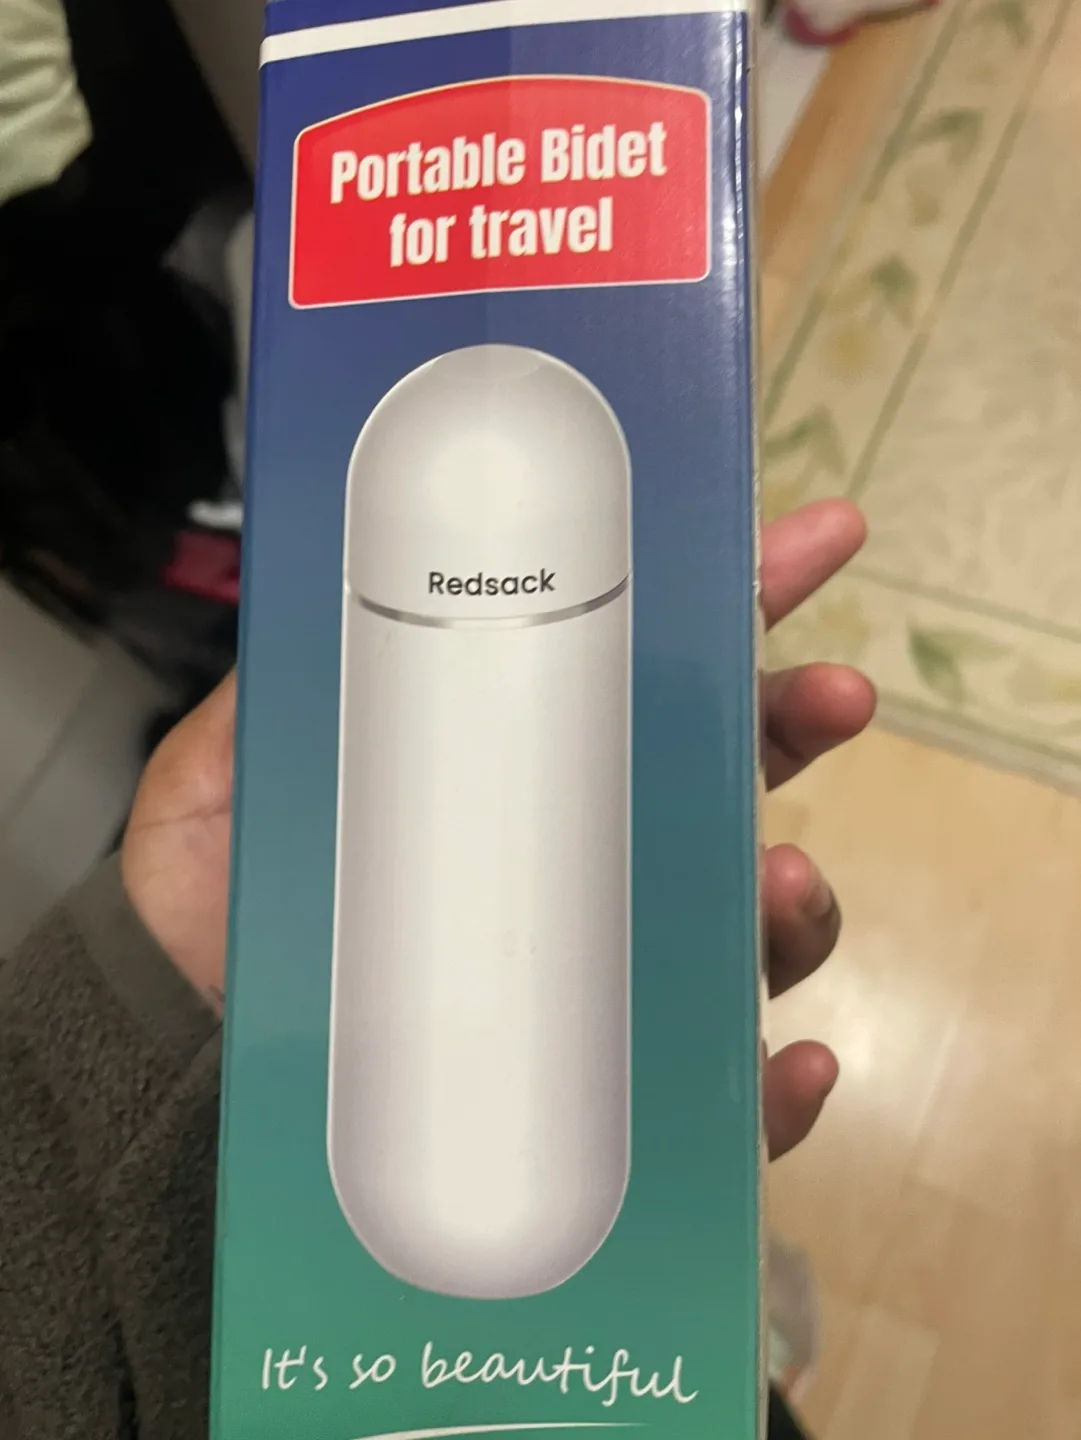 Portable Bidet
for travel
Redsack
It's so beautiful